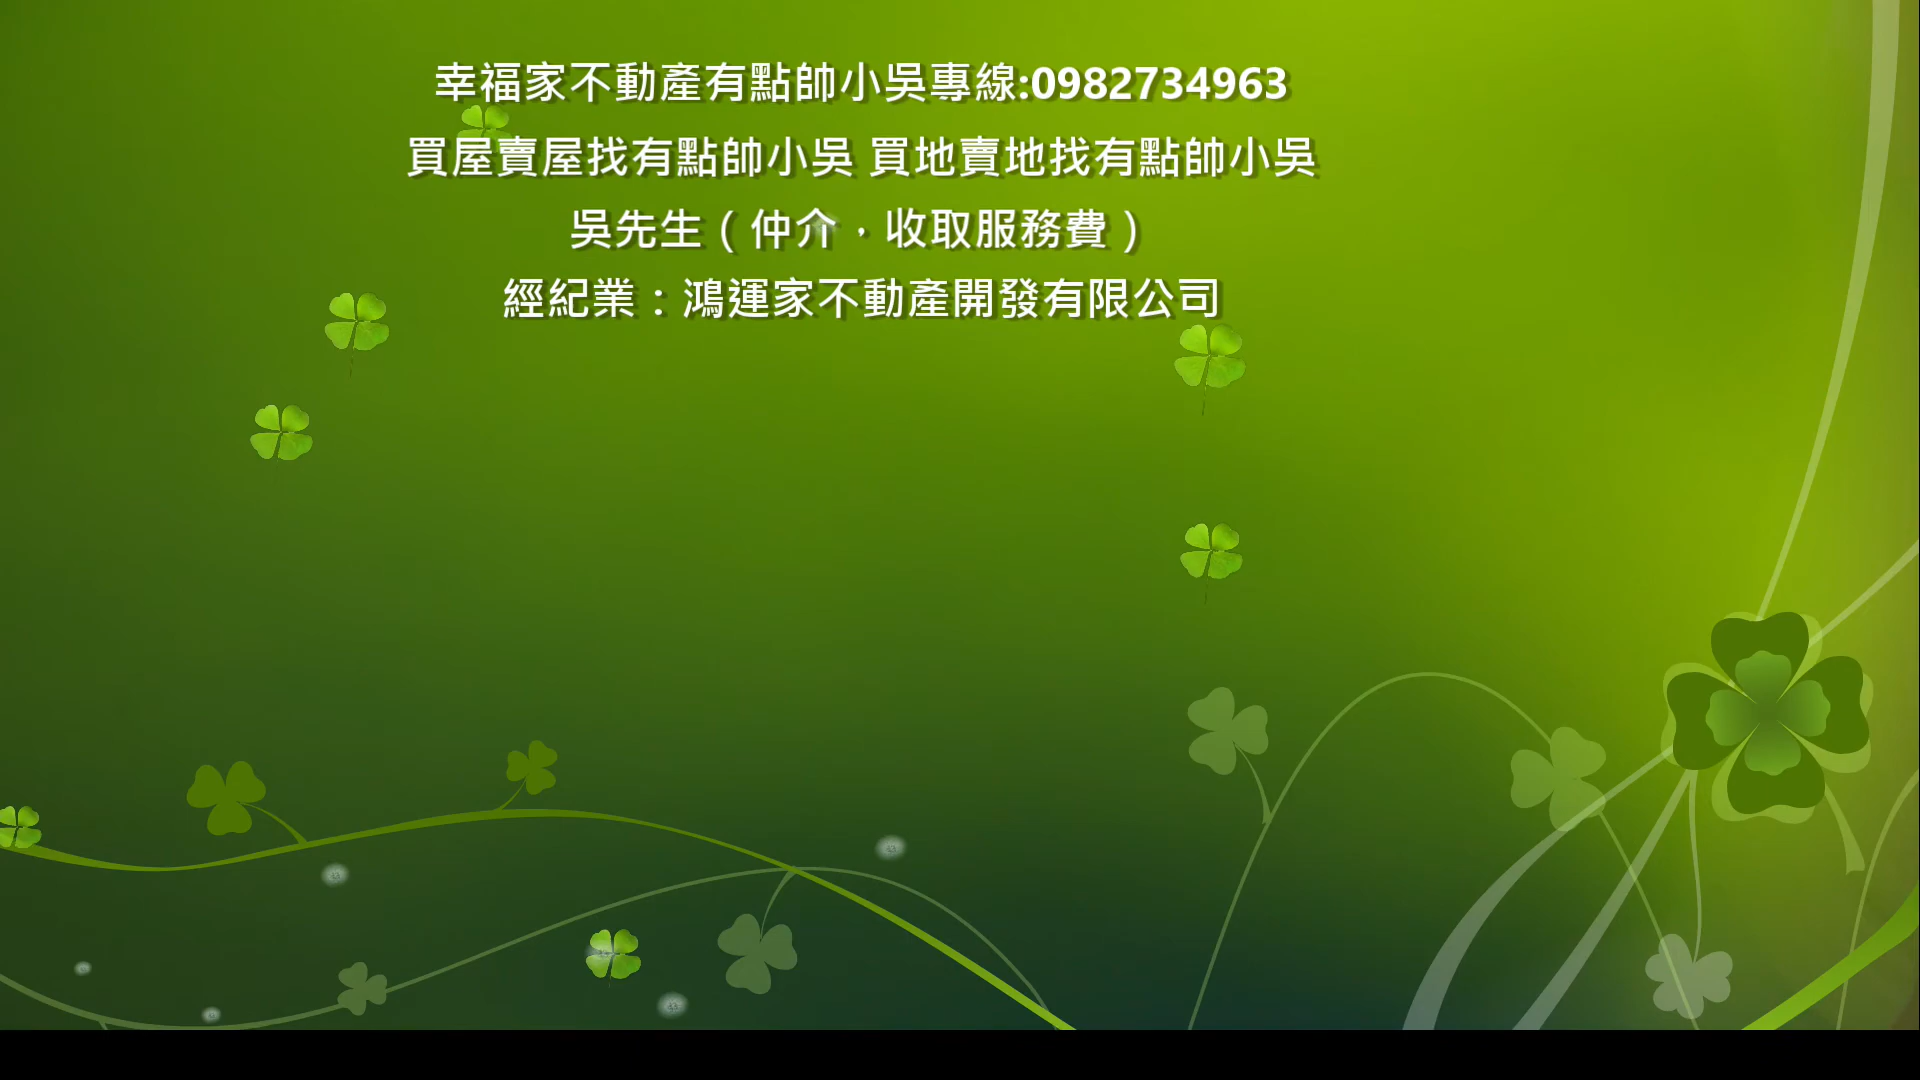 幸福家不動產有點帥小吳專線:0982734963
買屋賣屋找有點帥小吳 買地賣地找有點帥小吳
吳先生（仲介，收取服務費）
經紀業：鴻運家不動產開發有限公司